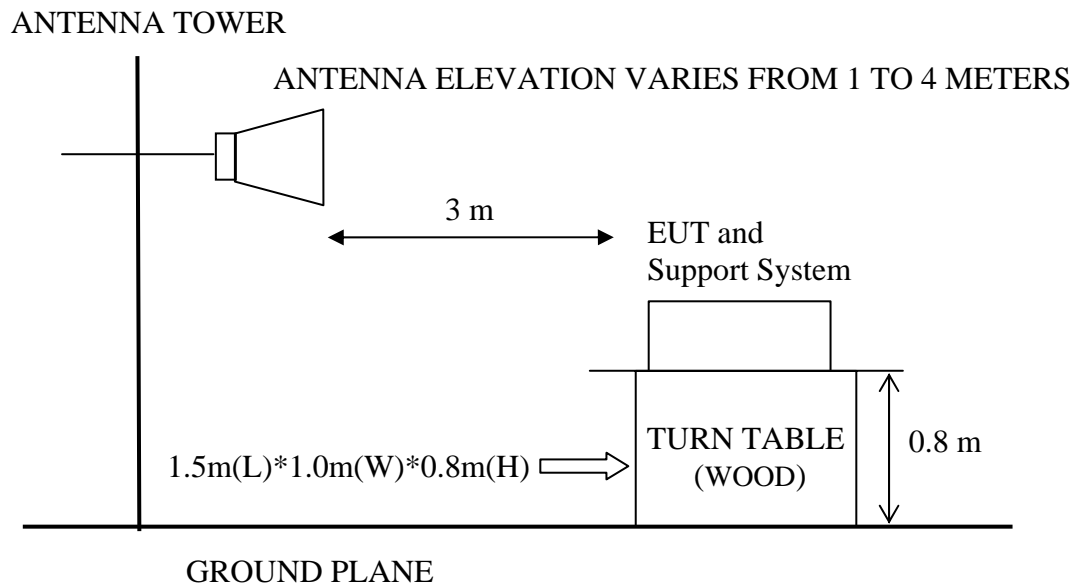 ANTENNA TOWER
ANTENNA ELEVATION VARIES FROM 1 TO 4 METERS
3 m
EUT and
Support System
TURN TABLE
(WOOD)
0.8 m
1.5m(L)*1.0m(W)*0.8m(H)
GROUND PLANE